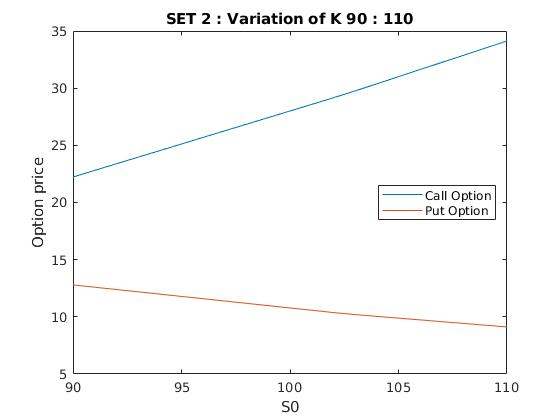 SET 2 : Variation of K 90 : 110
35
30
25
20
15
10
5
Option price
Call Option
Put Option
90 95 100 105 110
S0